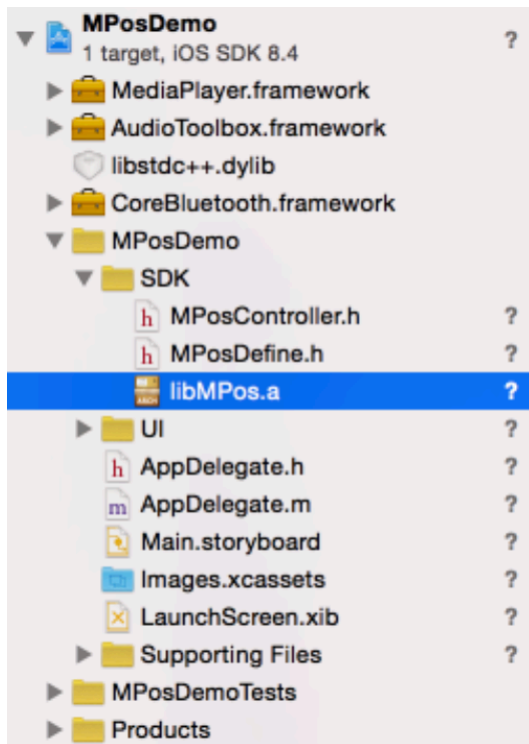 MPosDemo
1 target, iOS SDK 8.4 ?
MediaPlayer.framework
AudioToolbox.framework
libstdc++.dylib
CoreBluetooth.framework
MPosDemo
SDK
h MPosController.h ?
h MPosDefine.h ?
libMPos.a ?
UI ?
h AppDelegate.h ?
m AppDelegate.m ?
Main.storyboard ?
Images.xcassets ?
LaunchScreen.xib ?
Supporting Files ?
MPosDemoTests
Products